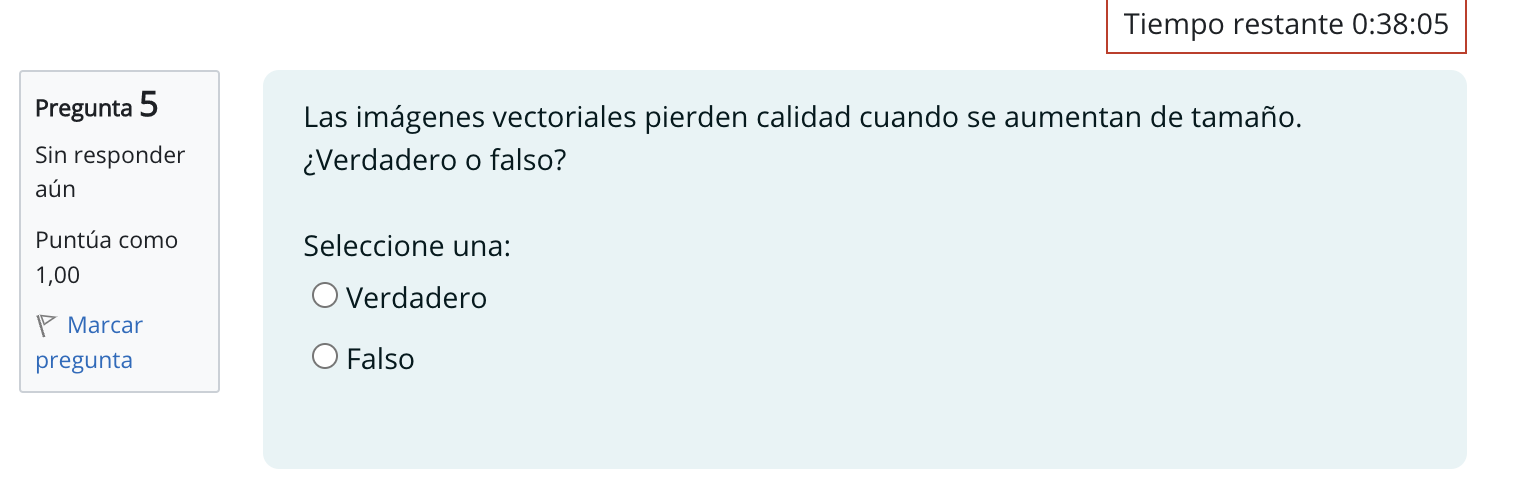 Tiempo restante 0:38:05
Pregunta 5
Sin responder
aún
Puntúa como
1,00
Marcar
pregunta
Las imágenes vectoriales pierden calidad cuando se aumentan de tamaño.
¿Verdadero o falso?
Seleccione una:
Verdadero
Falso